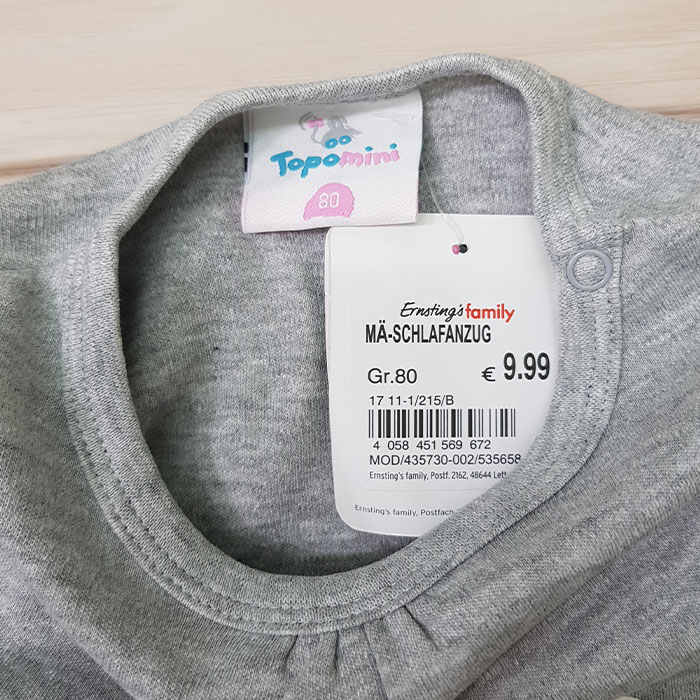 Topomini
80
Ernsting's family
MÄ-SCHLAFANZUG
Gr.80
€ 9.99
17 11-1/215/B
4 058 451 569 672
MOD/435730-002/535658
Ernsting's family, Postf. 2162, 48644 Lett
Ernsting's family, Postfach